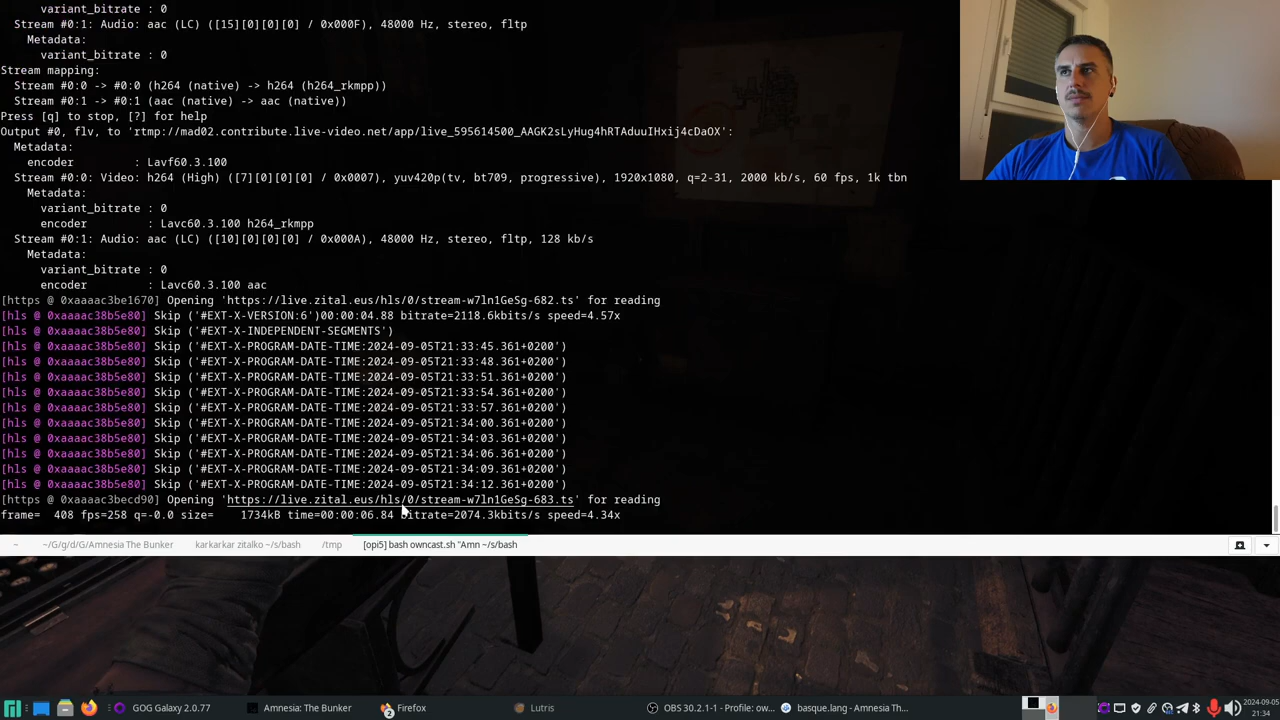 variant_bitrate : 0
Stream #0:1: Audio: aac (LC) ([15][0][0][0] / 0x000F), 48000 Hz, stereo, fltp
Metadata:
variant_bitrate : 0
Stream mapping:
Stream #0:0 -> #0:0 (h264 (native) -> h264 (h264_rkmpp))
Stream #0:1 -> #0:1 (aac (native) -> aac (native))
Press [q] to stop, [?] for help
Output #0, flv, to 'rtmp://mad02.contribute.live-video.net/app/live_595614500_AAGK2sLyHug4hRTAduuIHxij4cDaOX':
Metadata:
encoder : Lavf60.3.100
Stream #0:0: Video: h264 (High) ([7][0][0][0] / 0x0007), yuv420p(tv, bt709, progressive), 1920x1080, q=2-31, 2000 kb/s, 60 fps, 1k tbn
Metadata:
variant_bitrate : 0
encoder : Lavc60.3.100 h264_rkmpp
Stream #0:1: Audio: aac (LC) ([10][0][0][0] / 0x000A), 48000 Hz, stereo, fltp, 128 kb/s
Metadata:
variant_bitrate : 0
encoder : Lavc60.3.100 aac
[https @ 0xaaaac3be1670] Opening 'https://live.zital.eus/hls/0/stream-w7ln1GeSg-682.ts' for reading
[hls @ 0xaaaac38b5e80] Skip ('#EXT-X-VERSION:6')00:00:04.88 bitrate=2118.6kbits/s speed=4.57x
[hls @ 0xaaaac38b5e80] Skip ('#EXT-X-INDEPENDENT-SEGMENTS')
[hls @ 0xaaaac38b5e80] Skip ('#EXT-X-PROGRAM-DATE-TIME:2024-09-05T21:33:45.361+0200')
[hls @ 0xaaaac38b5e80] Skip ('#EXT-X-PROGRAM-DATE-TIME:2024-09-05T21:33:48.361+0200')
[hls @ 0xaaaac38b5e80] Skip ('#EXT-X-PROGRAM-DATE-TIME:2024-09-05T21:33:51.361+0200')
[hls @ 0xaaaac38b5e80] Skip ('#EXT-X-PROGRAM-DATE-TIME:2024-09-05T21:33:54.361+0200')
[hls @ 0xaaaac38b5e80] Skip ('#EXT-X-PROGRAM-DATE-TIME:2024-09-05T21:33:57.361+0200')
[hls @ 0xaaaac38b5e80] Skip ('#EXT-X-PROGRAM-DATE-TIME:2024-09-05T21:34:00.361+0200')
[hls @ 0xaaaac38b5e80] Skip ('#EXT-X-PROGRAM-DATE-TIME:2024-09-05T21:34:03.361+0200')
[hls @ 0xaaaac38b5e80] Skip ('#EXT-X-PROGRAM-DATE-TIME:2024-09-05T21:34:06.361+0200')
[hls @ 0xaaaac38b5e80] Skip ('#EXT-X-PROGRAM-DATE-TIME:2024-09-05T21:34:09.361+0200')
[hls @ 0xaaaac38b5e80] Skip ('#EXT-X-PROGRAM-DATE-TIME:2024-09-05T21:34:12.361+0200')
[https @ 0xaaaac3becd90] Opening 'https://live.zital.eus/hls/0/stream-w7ln1GeSg-683.ts' for reading
frame= 408 fps=258 q=-0.0 size= 1734kB time=00:00:06.84 bitrate=2074.3kbits/s speed=4.34x
~ ~/G/g/d/G/Amnesia The Bunker karkarkar zitalko ~/s/bash /tmp [opi5] bash owncast.sh "Amn ~/s/bash
GOG Galaxy 2.0.77 Amnesia: The Bunker Firefox 2 Lutris OBS 30.2.1-1 - Profile: ow... basque.lang - Amnesia Th... 2024-09-05
21:34